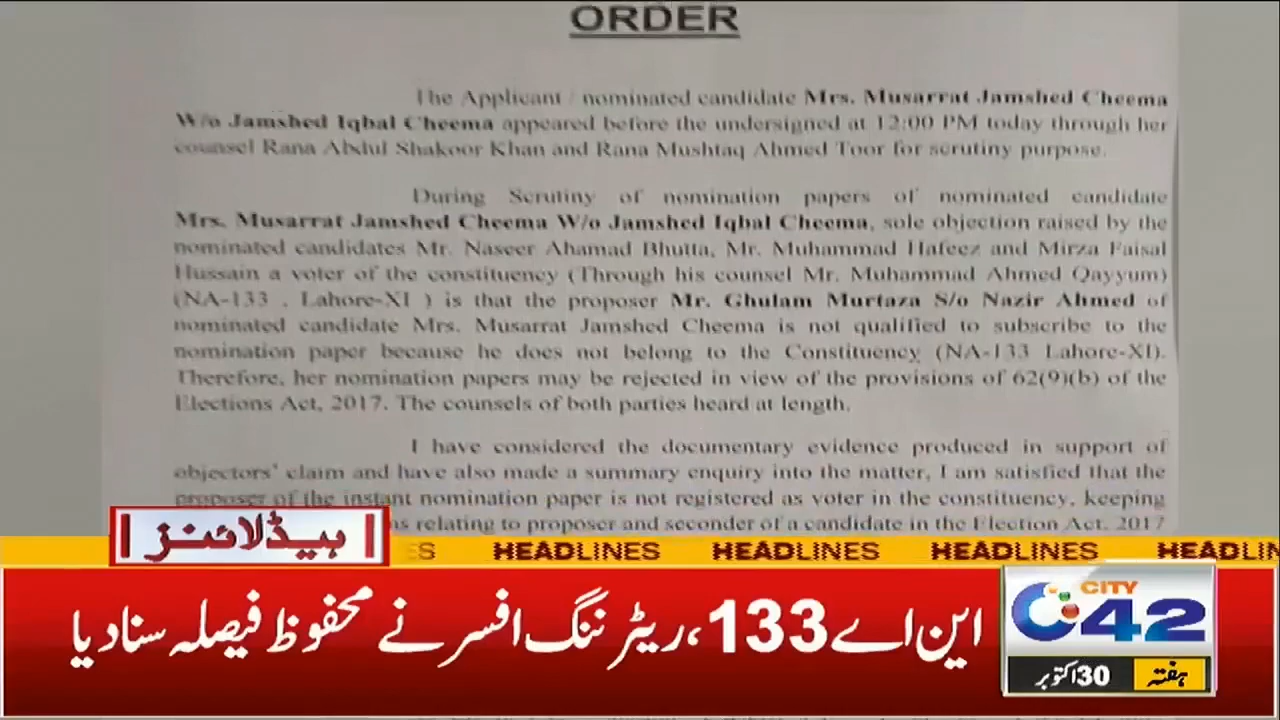 ORDER
The Applicant / nominated candidate Mrs. Musarrat Jamshed Cheema
W/o Jamshed Iqbal Cheema appeared before the undersigned at 12:00 PM today through her
counsel Rana Abdul Shakoor Khan and Rana Mushtaq Ahmed Toor for scrutiny purpose.
During Scrutiny of nomination papers of nominated candidate
Mrs. Musarrat Jamshed Cheema W/o Jamshed Iqbal Cheema, sole objection raised by the
nominated candidates Mr. Naseer Ahamad Bhutta, Mr. Muhammad Hafeez and Mirza Faisal
Hussain a voter of the constituency (Through his counsel Mr. Muhammad Ahmed Qayyum)
(NA-133 , Lahore-XI ) is that the proposer Mr. Ghulam Murtaza S/o Nazir Ahmed of
nominated candidate Mrs. Musarrat Jamshed Cheema is not qualified to subscribe to the
nomination paper because he does not belong to the Constituency (NA-133 Lahore-XI).
Therefore, her nomination papers may be rejected in view of the provisions of 62(9)(b) of the
Elections Act, 2017. The counsels of both parties heard at length.
I have considered the documentary evidence produced in support of
objectors' claim and have also made a summary enquiry into the matter, I am satisfied that the
proposer of the instant nomination paper is not registered as voter in the constituency, keeping
relating to proposer and seconder of a candidate in the Election Act, 2017
ہیڈلائنز
HEADLINES HEADLINES HEADLINES HEADLIN
این اے 133، ریٹرننگ افسر نے محفوظ فیصلہ سنادیا
CITY
42
ہفتہ 30 اکتوبر